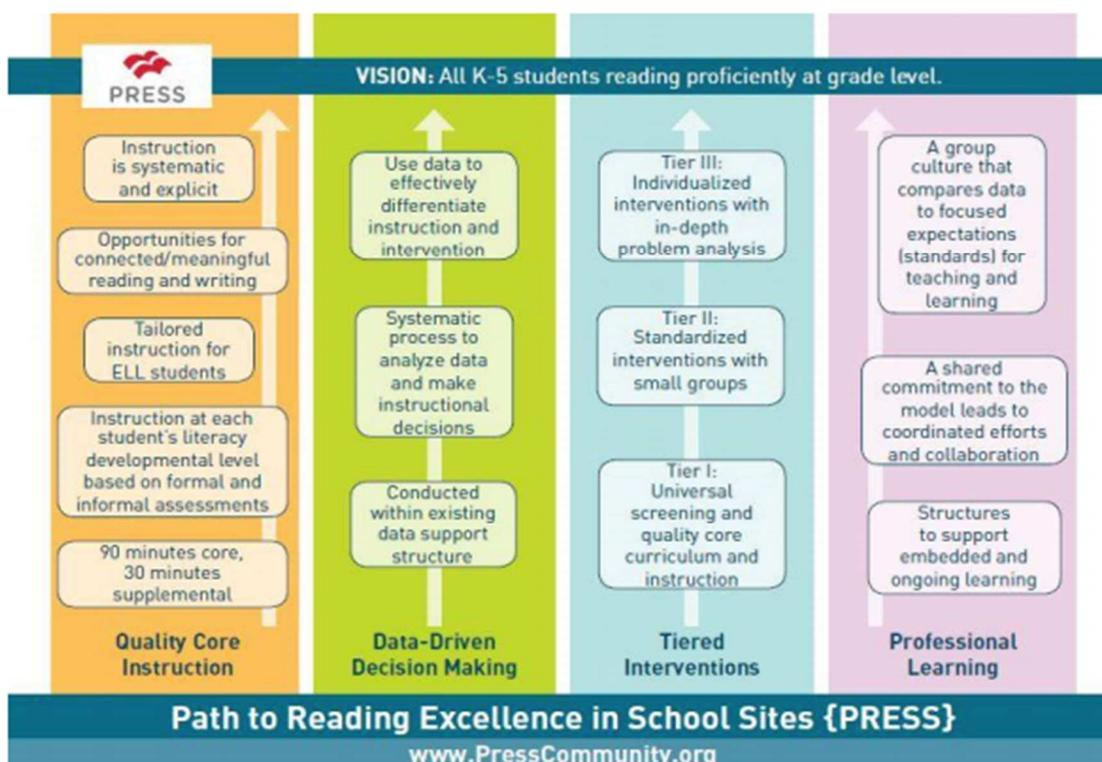 VISION: All K-5 students reading proficiently at grade level.
PRESS
Instruction
is systematic
and explicit
Opportunities for
connected/meaningful
reading and writing
Tailored
instruction for
ELL students
Instruction at each
student's literacy
developmental level
based on formal and
informal assessments
90 minutes core,
30 minutes
supplemental
Quality Core
Instruction
Use data to
effectively
differentiate
instruction and
intervention
Systematic
process to
analyze data
and make
instructional
decisions
Conducted
within existing
data support
structure
Data-Driven
Decision Making
Tier III:
Individualized
interventions with
in-depth
problem analysis
Tier II:
Standardized
interventions with
small groups
Tier I:
Universal
screening and
quality core
curriculum and
instruction
Tiered
Interventions
A group
culture that
compares data
to focused
expectations
(standards) for
teaching and
learning
A shared
commitment to the
model leads to
coordinated efforts
and collaboration
Structures
to support
embedded and
ongoing learning
Professional
Learning
Path to Reading Excellence in School Sites {PRESS}
www.PressCommunity.org